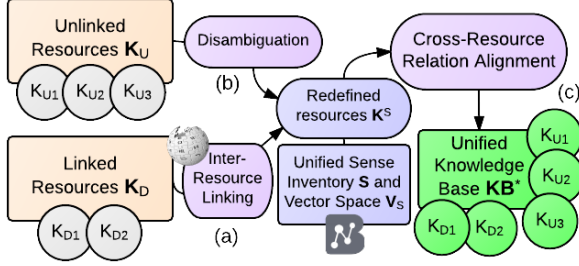 Unlinked
Resources K_U
K_U1
K_U2
K_U3
Disambiguation
(b)
Linked
Resources K_D
K_D1
K_D2
Inter-
Resource
Linking
(a)
Redefined
resources K^S
Unified Sense
Inventory S and
Vector Space V_S
Cross-Resource
Relation Alignment
(c)
Unified
Knowledge
Base KB*
K_U1
K_U2
K_U3
K_D1
K_D2